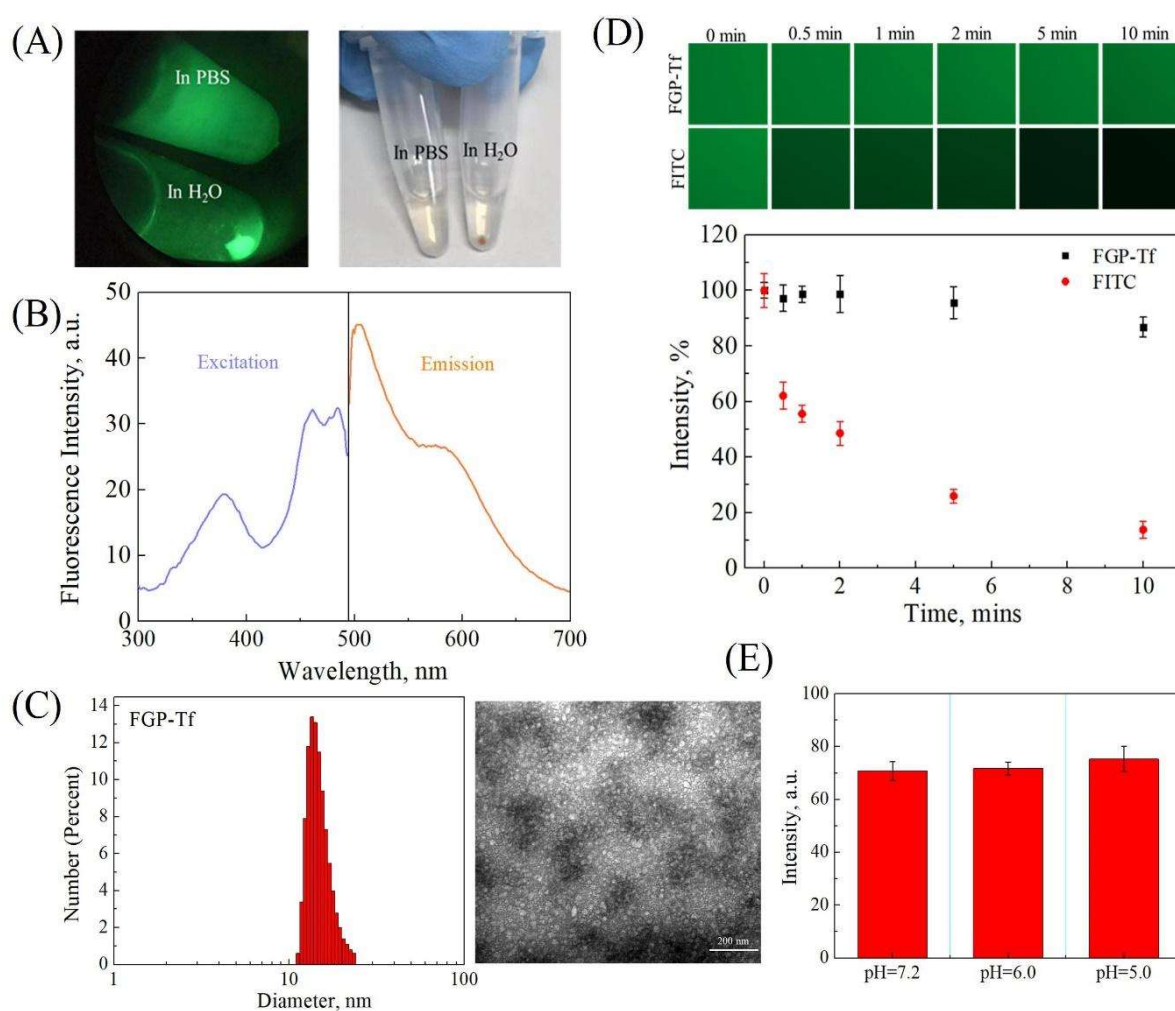 (A)
In PBS
In H₂O
In PBS
In H₂O
(B)
50
40
30
20
10
0
Fluorescence Intensity, a.u.
Excitation
Emission
300
400
500
600
700
Wavelength, nm
(C)
FGP-Tf
14
12
10
8
6
4
2
0
Number (Percent)
1
10
100
Diameter, nm
200 nm
(D)
0 min
0.5 min
1 min
2 min
5 min
10 min
FGP-Tf
FITC
120
100
80
60
40
20
0
Intensity, %
FGP-Tf
FITC
0
2
4
6
8
10
Time, mins
(E)
100
80
60
40
20
0
Intensity, a.u.
pH=7.2
pH=6.0
pH=5.0